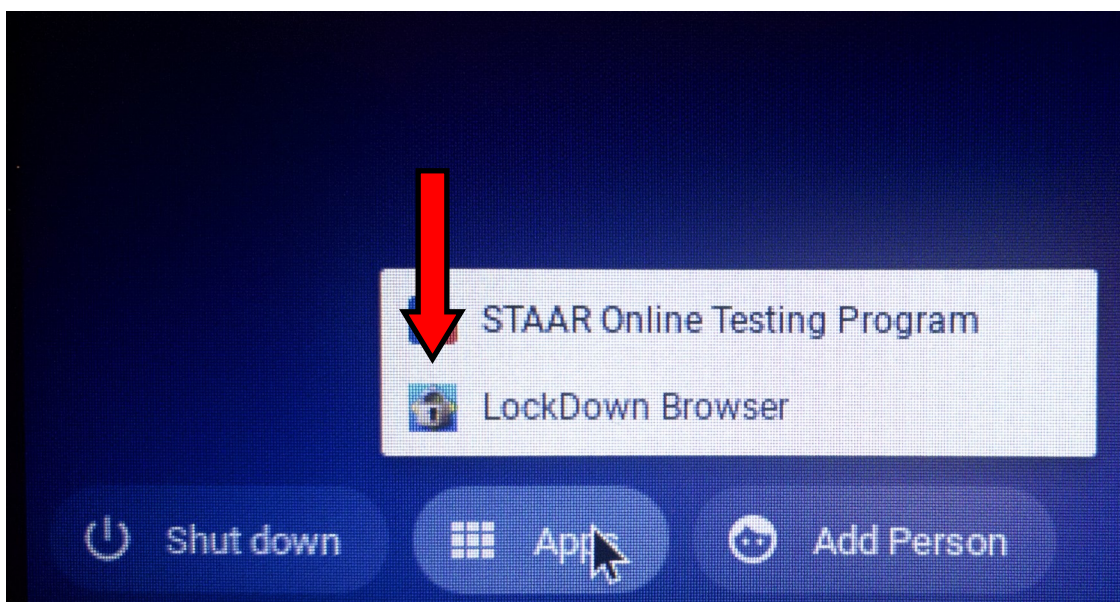 STAAR Online Testing Program
LockDown Browser
Shut down
Apps
Add Person